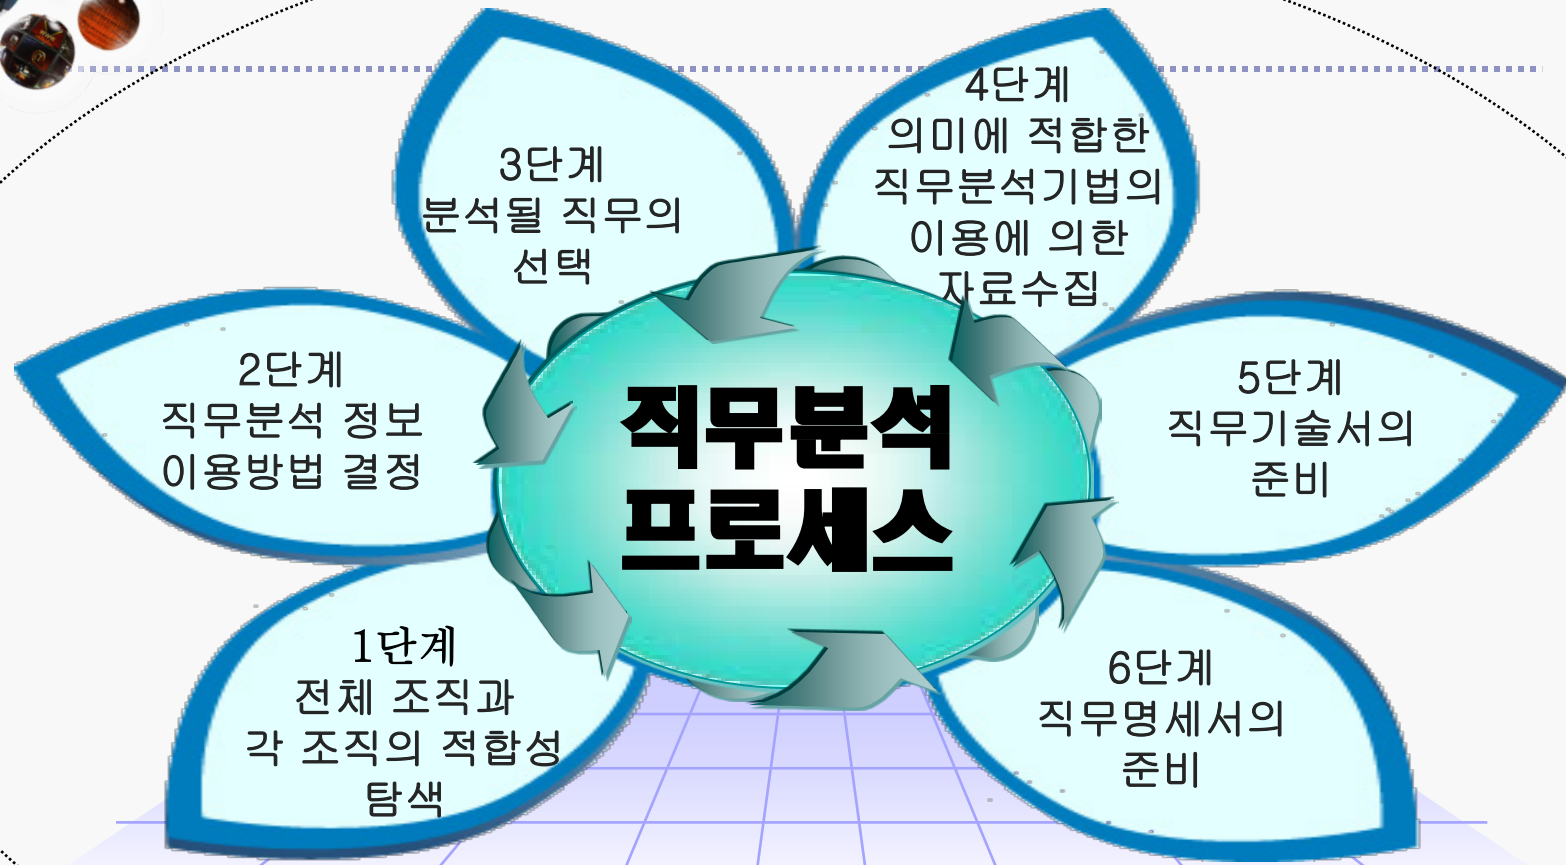 직무분석
프로세스
1단계
전체 조직과
각 조직의 적합성
탐색
2단계
직무분석 정보
이용방법 결정
3단계
분석될 직무의
선택
4단계
의미에 적합한
직무분석기법의
이용에 의한
자료수집
5단계
직무기술서의
준비
6단계
직무명세서의
준비